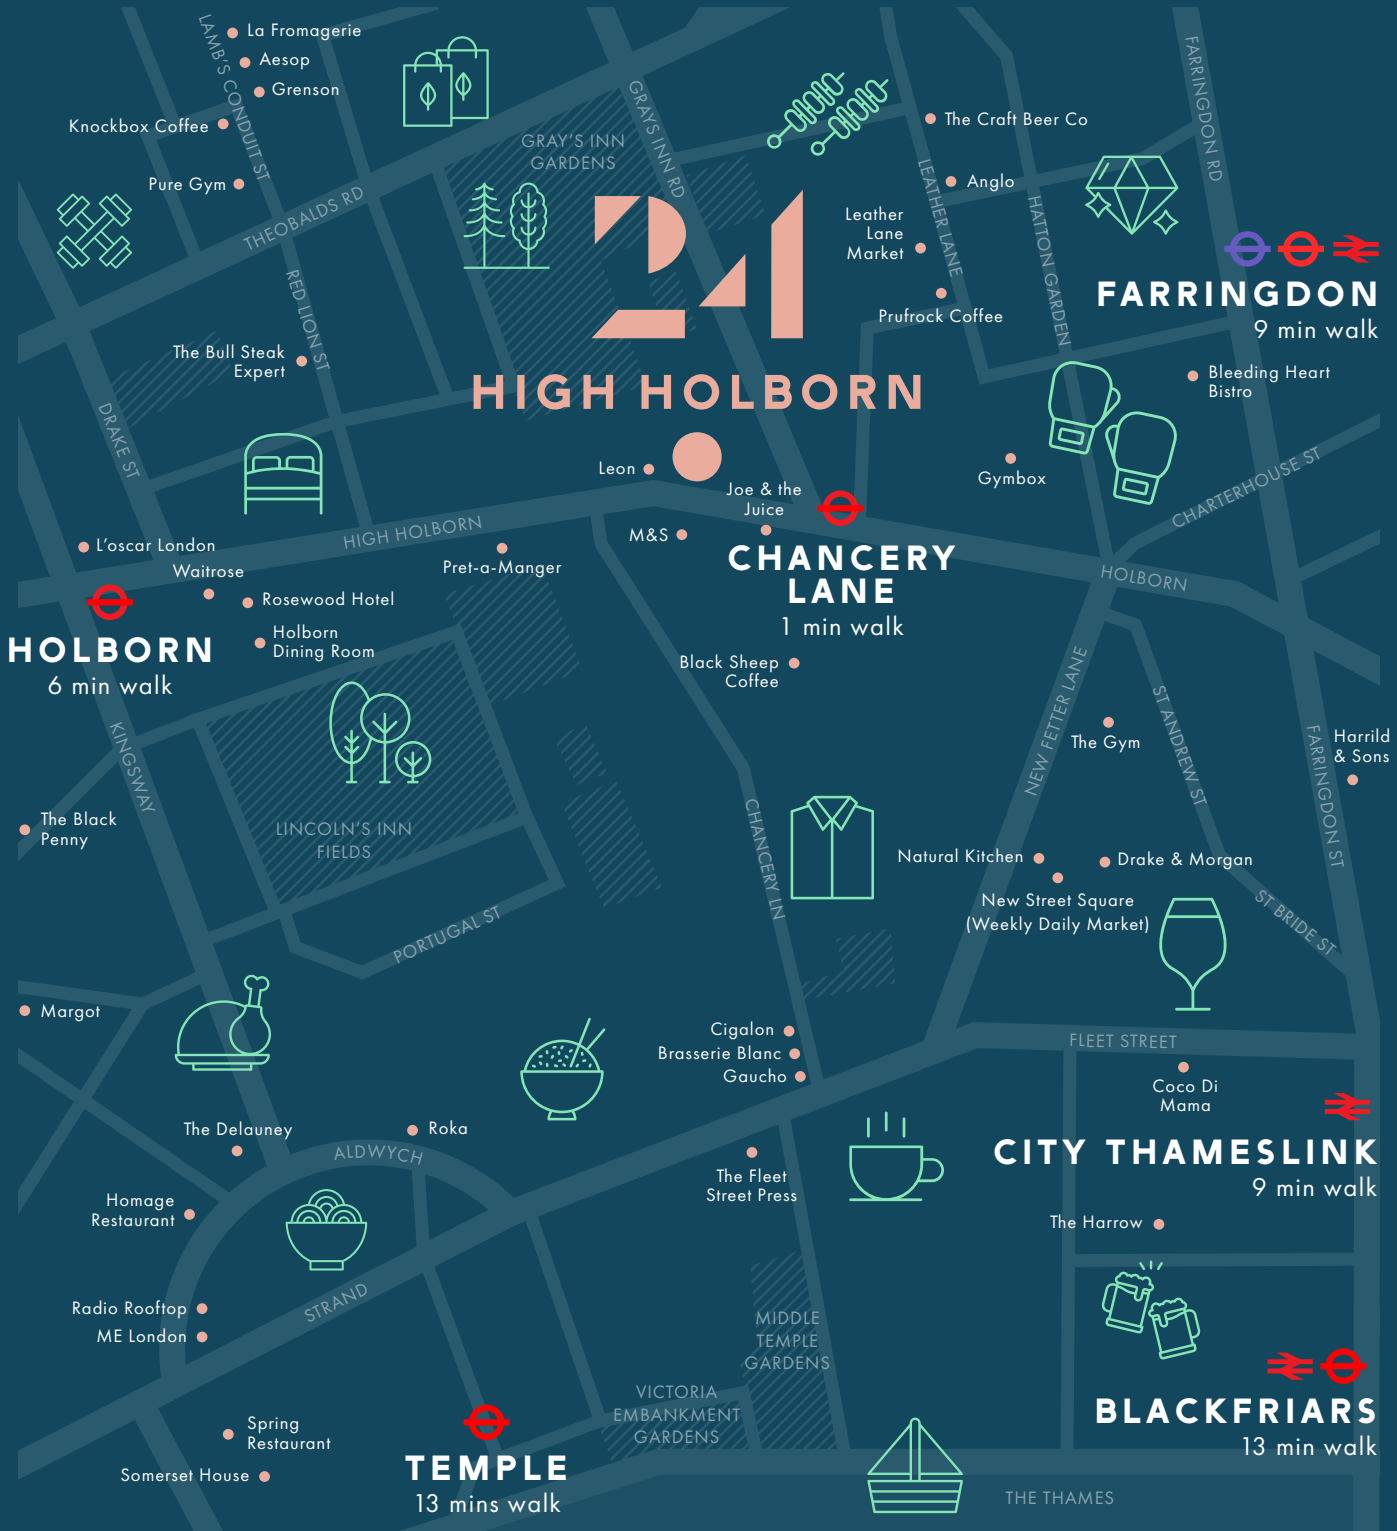 La Fromagerie
Aesop
Grenson
LAMB'S CONDUIT ST
Knockbox Coffee
Pure Gym
THEOBALDS RD
GRAY'S INN
GARDENS
GRAYS INN RD
The Craft Beer Co
Anglo
LEATHER LANE
Leather
Lane
Market
Prufrock Coffee
HATTON GARDEN
FARRINGDON RD
FARRINGDON
9 min walk
21
HIGH HOLBORN
RED LION ST
The Bull Steak
Expert
DRAKE ST
Bleeding Heart
Bistro
Gymbox
CHARTERHOUSE ST
Leon
Joe & the
Juice
M&S
HIGH HOLBORN
Pret-a-Manger
L'oscar London
Waitrose
Rosewood Hotel
Holborn
Dining Room
HOLBORN
6 min walk
CHANCERY
LANE
1 min walk
HOLBORN
Black Sheep
Coffee
KINGSWAY
The Black
Penny
LINCOLN'S INN
FIELDS
PORTUGAL ST
CHANCERY LN
NEW FETTER LANE
The Gym
ST ANDREW ST
FARRINGDON ST
Harrild
& Sons
Natural Kitchen
Drake & Morgan
New Street Square
(Weekly Daily Market)
ST BRIDE ST
Margot
Cigalon
Brasserie Blanc
Gaucho
FLEET STREET
Coco Di
Mama
CITY THAMESLINK
9 min walk
The Delauney
Roka
ALDWYCH
Homage
Restaurant
The Fleet
Street Press
The Harrow
STRAND
Radio Rooftop
ME London
MIDDLE
TEMPLE
GARDENS
VICTORIA
EMBANKMENT
GARDENS
BLACKFRIARS
13 min walk
Spring
Restaurant
Somerset House
TEMPLE
13 mins walk
THE THAMES